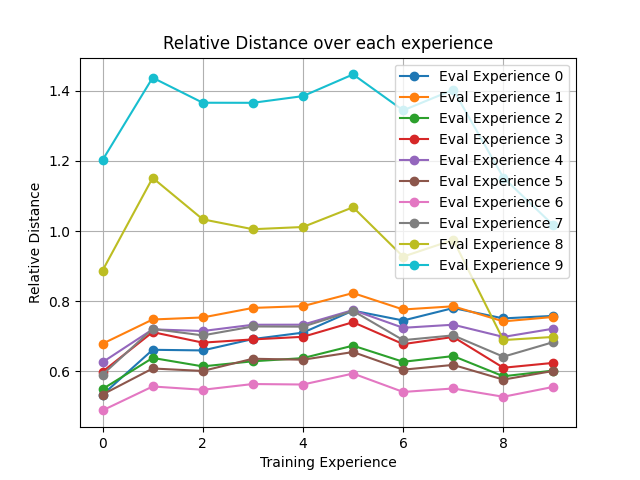 Relative Distance over each experience
Relative Distance
1.4
1.2
1.0
0.8
0.6
Eval Experience 0
Eval Experience 1
Eval Experience 2
Eval Experience 3
Eval Experience 4
Eval Experience 5
Eval Experience 6
Eval Experience 7
Eval Experience 8
Eval Experience 9
0 2 4 6 8
Training Experience